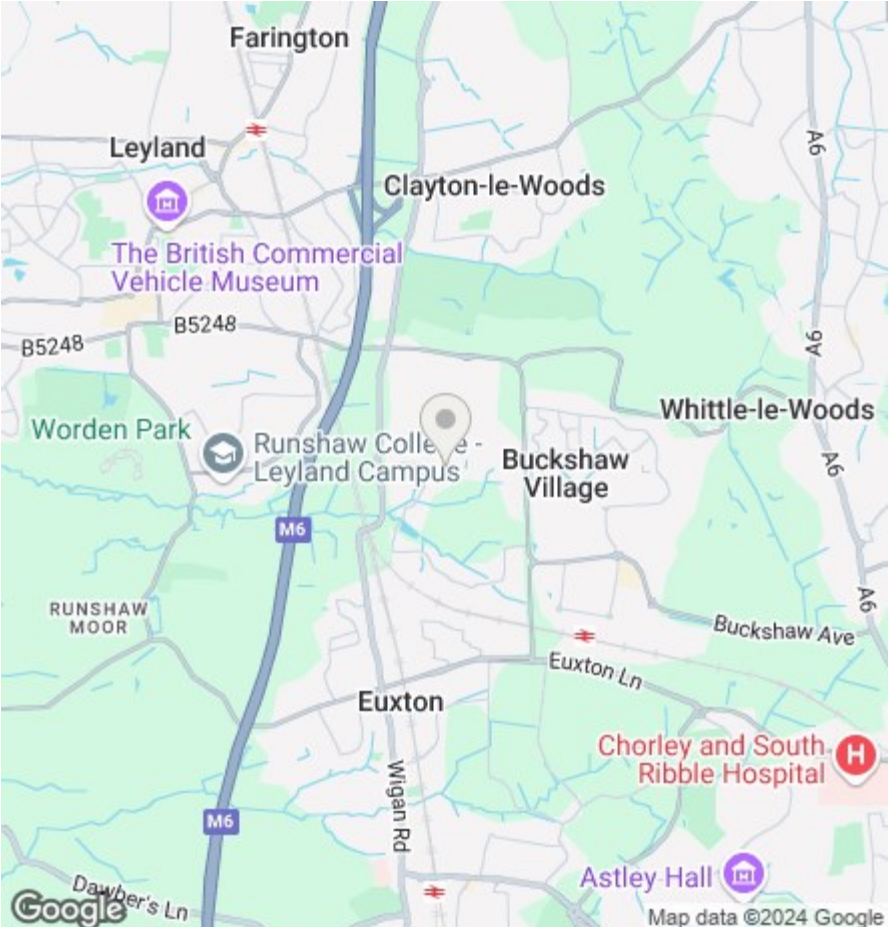 Farington
Leyland
A6
Clayton-le-Woods
The British Commercial
Vehicle Museum
B5248
B5248
A6
Whittle-le-Woods
Worden Park
Runshaw College -
Leyland Campus
Buckshaw
Village
A6
M6
RUNSHAW
MOOR
A6
Buckshaw Ave
Euxton Ln
Euxton
Chorley and South
Ribble Hospital
H
Wigan Rd
M6
Astley Hall
Dawber's Ln
Google
Map data ©2024 Google